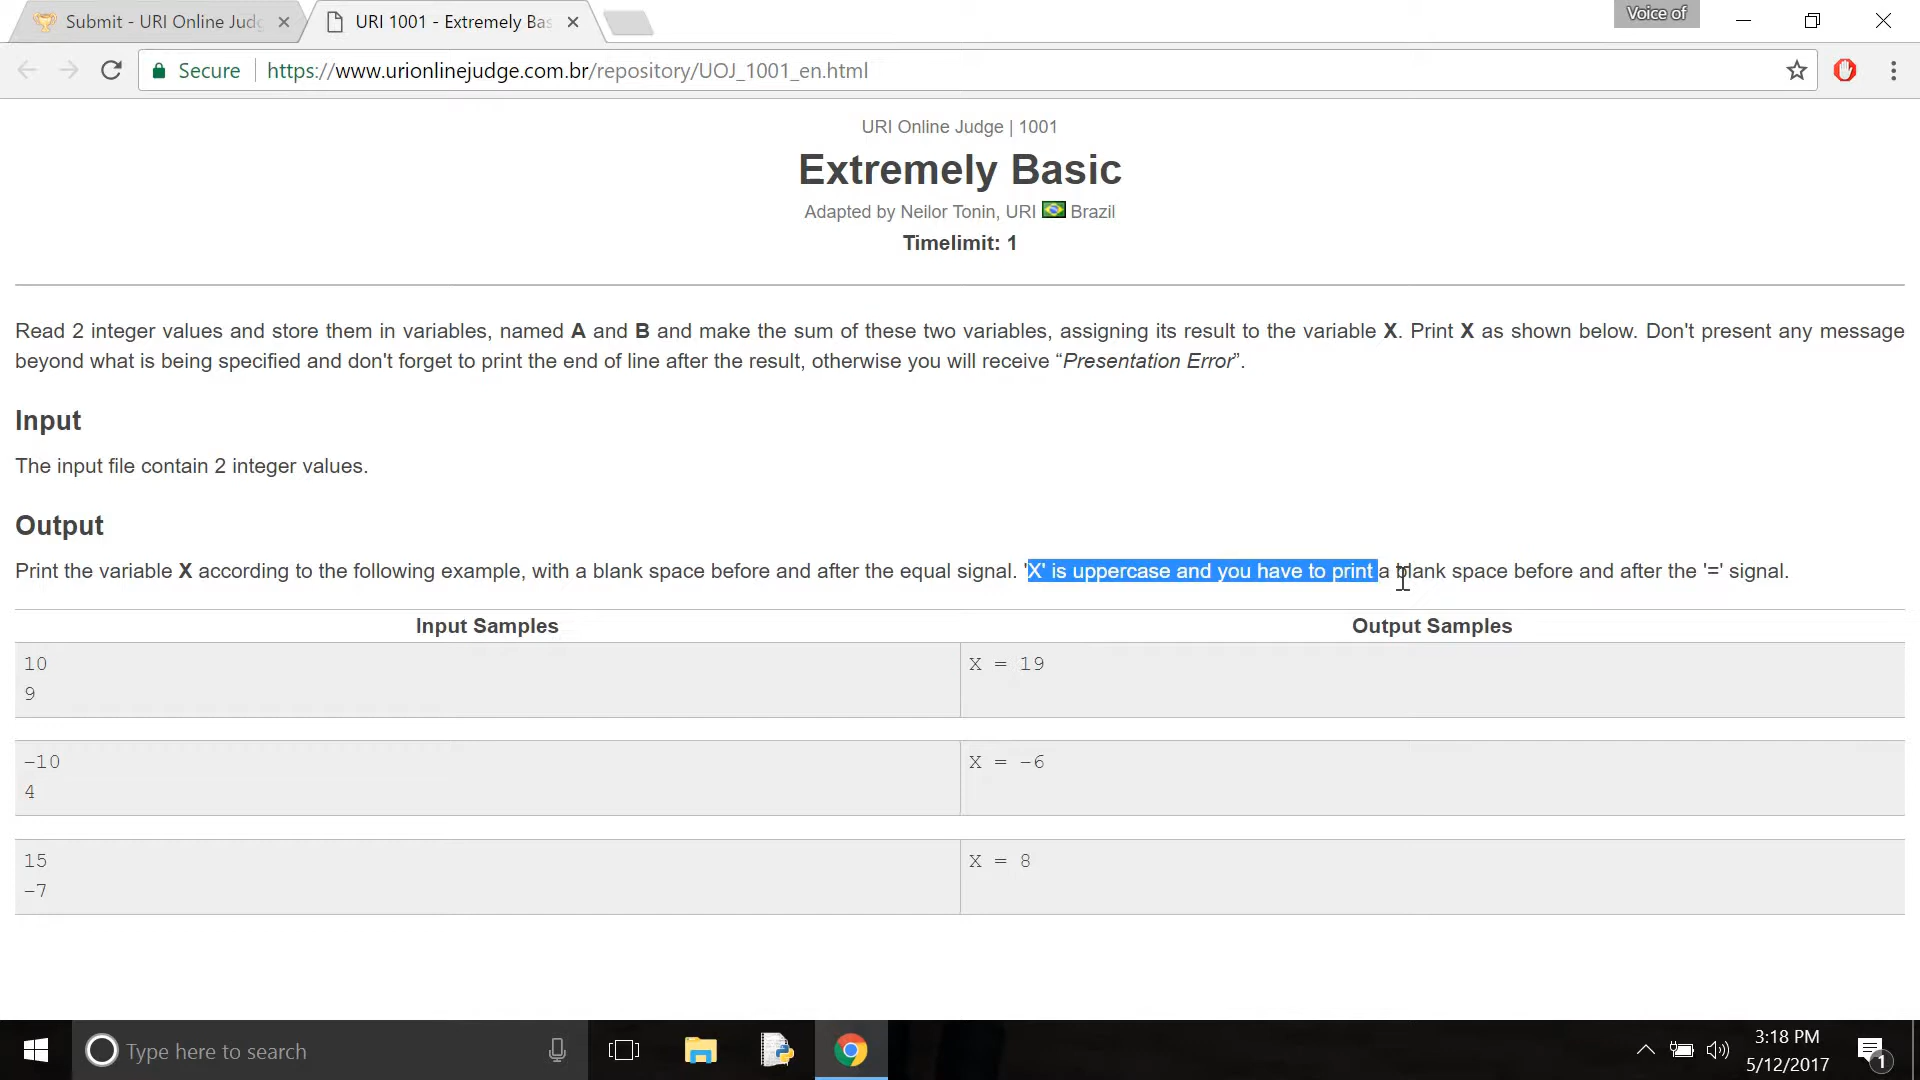 Submit - URI Online Judg
URI 1001 - Extremely Bas
Voice of
Secure
https://www.urionlinejudge.com.br/repository/UOJ_1001_en.html
URI Online Judge | 1001
Extremely Basic
Adapted by Neilor Tonin, URI Brazil
Timelimit: 1
Read 2 integer values and store them in variables, named A and B and make the sum of these two variables, assigning its result to the variable X. Print X as shown below. Don't present any message
beyond what is being specified and don't forget to print the end of line after the result, otherwise you will receive “Presentation Error”.
Input
The input file contain 2 integer values.
Output
Print the variable X according to the following example, with a blank space before and after the equal signal. 'X' is uppercase and you have to print a blank space before and after the '=' signal.
Input Samples
Output Samples
10
9
X = 19
-10
4
X = -6
15
-7
X = 8
Type here to search
3:18 PM
5/12/2017
1